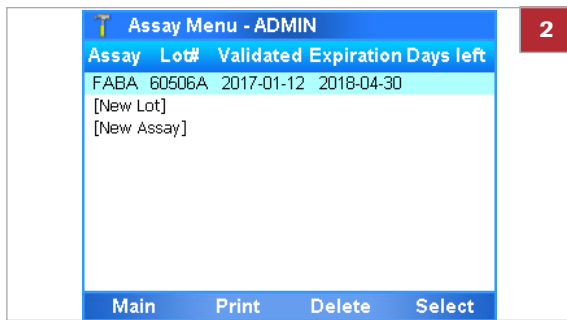 Assay Menu - ADMIN
2
Assay Lot# Validated Expiration Days left
FABA 60506A 2017-01-12 2018-04-30
[New Lot]
[New Assay]
Main Print Delete Select